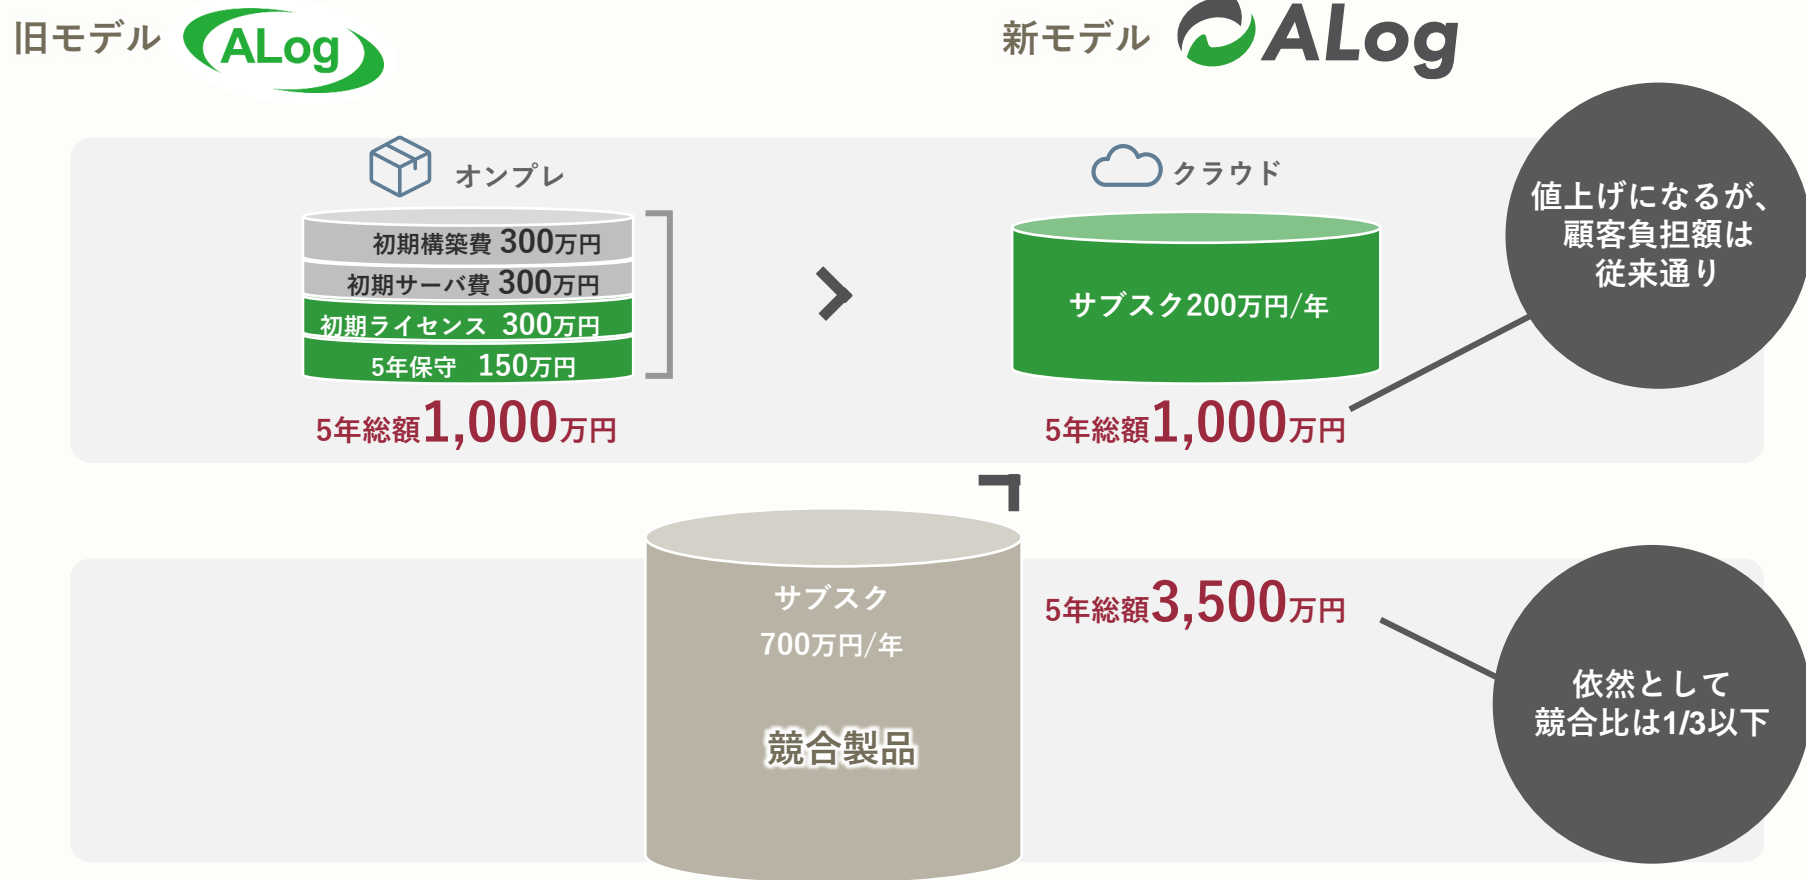 旧モデル ALog
新モデル ALog
オンプレ
初期構築費 300万円
初期サーバ費 300万円
初期ライセンス 300万円
5年保守 150万円
5年総額1,000万円
クラウド
サブスク200万円/年
5年総額1,000万円
値上げになるが、
顧客負担額は
従来通り
サブスク
700万円/年
競合製品
5年総額3,500万円
依然として
競合比は1/3以下